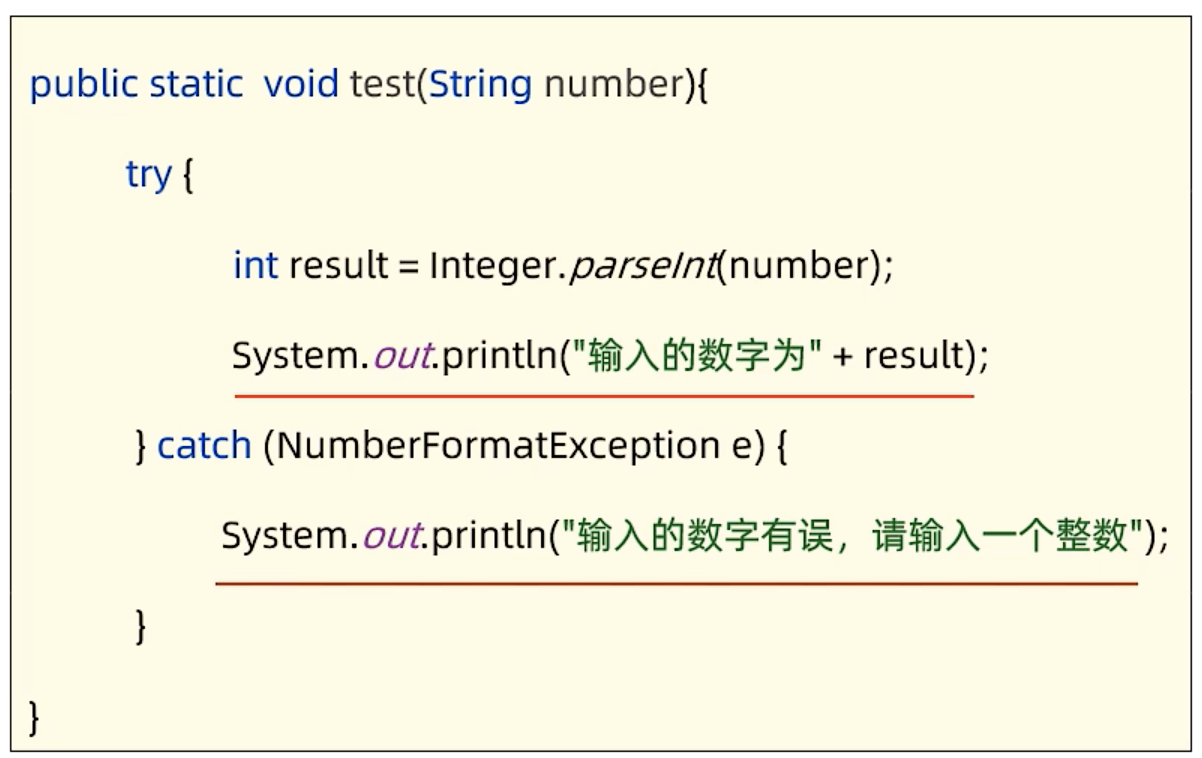 public static  void test(String number){
try {
int result = Integer.parseInt(number);
System.out.println("输入的数字为" + result);
} catch (NumberFormatException e) {
System.out.println("输入的数字有误，请输入一个整数");
}
}